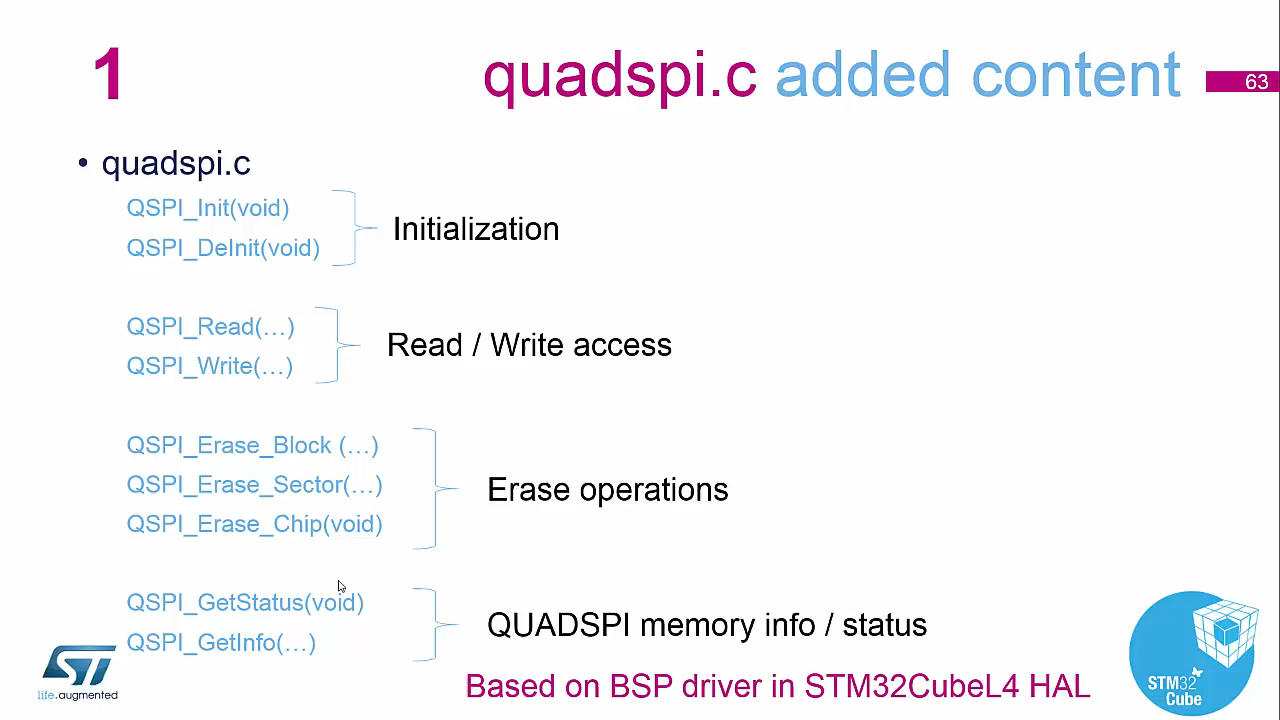 1
quadspi.c added content
63
• quadspi.c
QSPI_Init(void)
QSPI_DeInit(void)
Initialization
QSPI_Read(…)
QSPI_Write(…)
Read / Write access
QSPI_Erase_Block (…)
QSPI_Erase_Sector(…)
QSPI_Erase_Chip(void)
Erase operations
QSPI_GetStatus(void)
QSPI_GetInfo(…)
QUADSPI memory info / status
Based on BSP driver in STM32CubeL4 HAL
ST
life.augmented
STM32
Cube